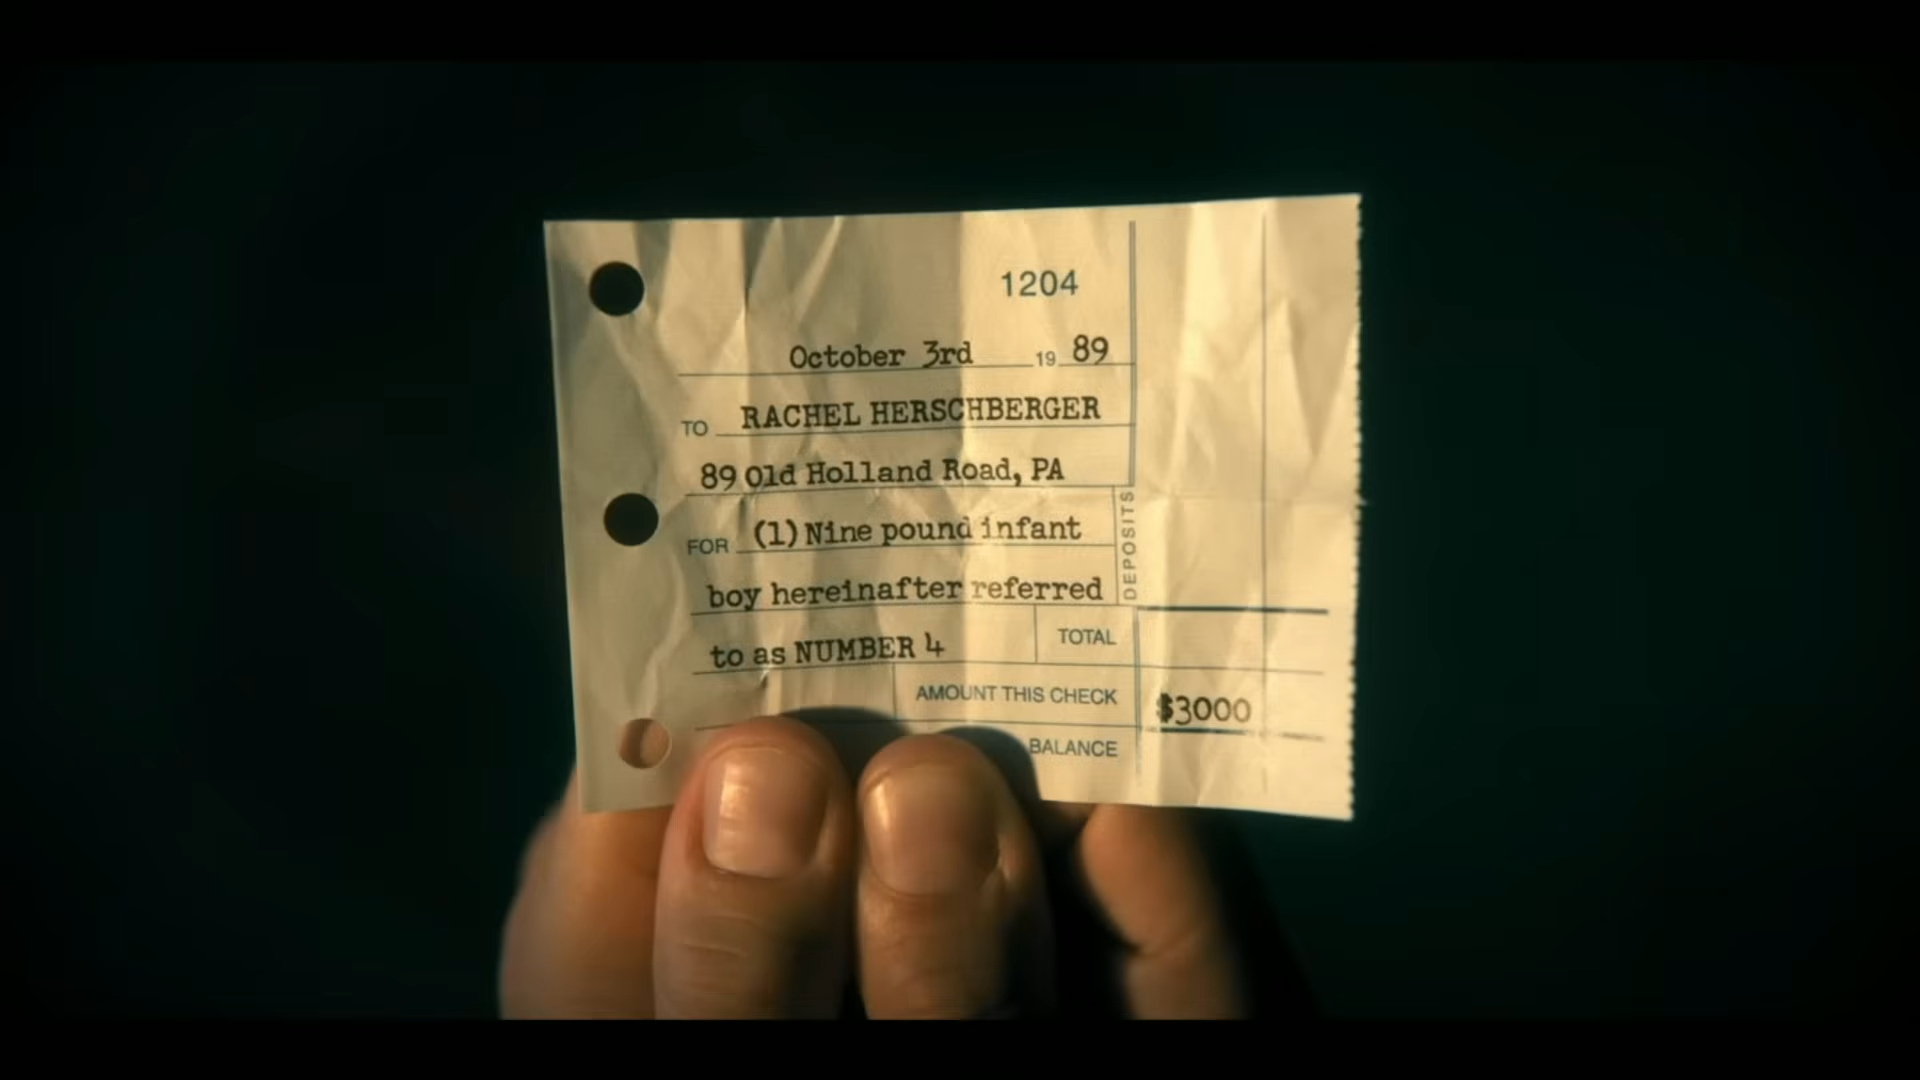 1204
October 3rd 19 89
TO RACHEL HERSCHBERGER
89 Old Holland Road, PA
FOR (1) Nine pound infant
boy hereinafter referred
to as NUMBER 4
DEPOSITS
TOTAL
AMOUNT THIS CHECK $3000
BALANCE